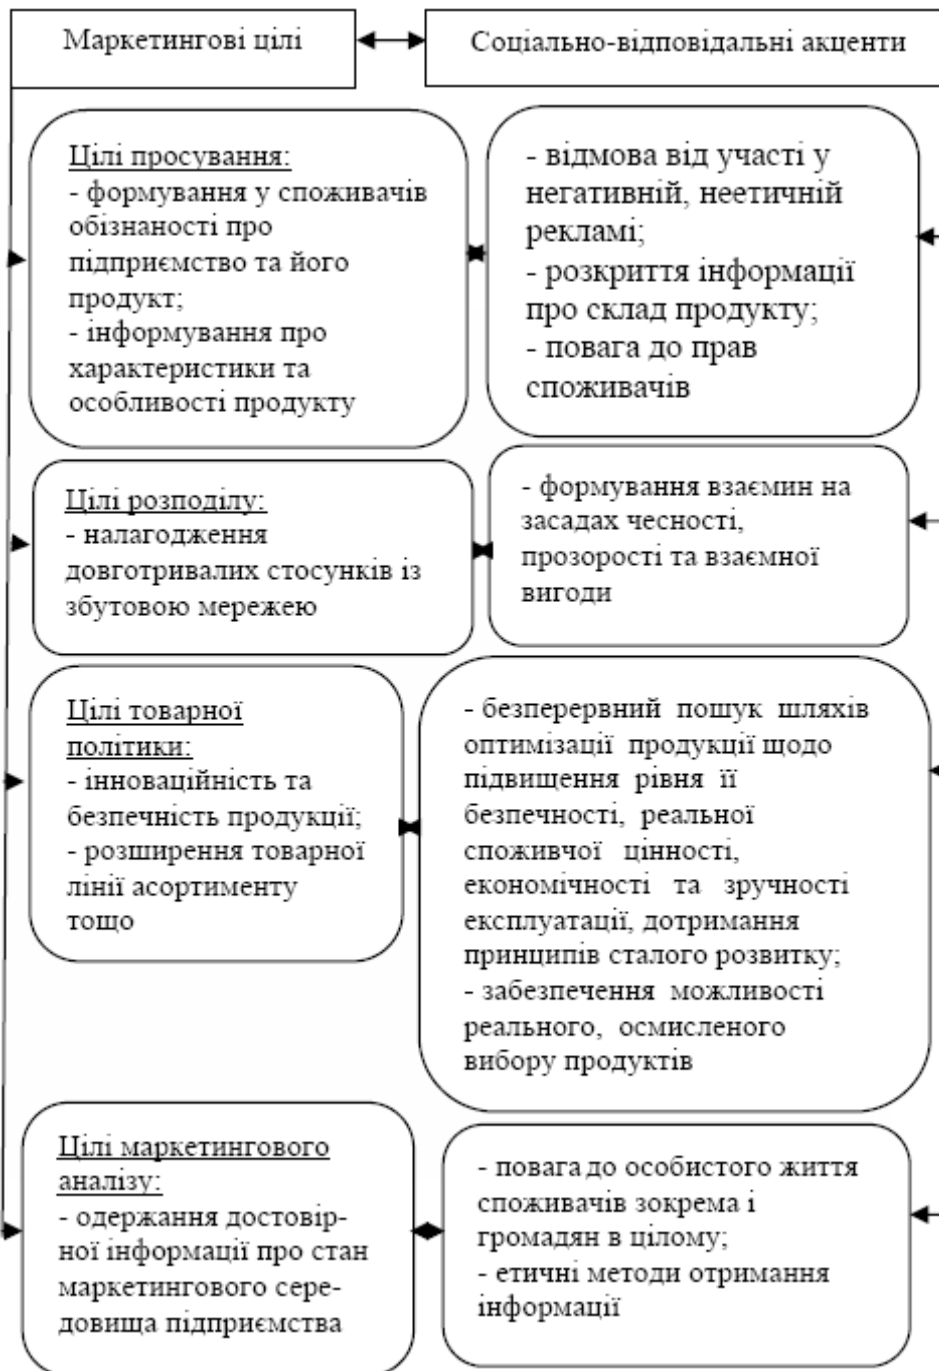 Маркетингові цілі
Соціально-відповідальні акценти
Цілі просування:
- формування у споживачів
обізнаності про
підприємство та його
продукт;
- інформування про
характеристики та
особливості продукту
- відмова від участі у
негативній, неетичній
рекламі;
- розкриття інформації
про склад продукту;
- повага до прав
споживачів
Цілі розподілу:
- налагодження
довготривалих стосунків із
збутовою мережею
- формування взаємин на
засадах чесності,
прозорості та взаємної
вигоди
Цілі товарної
політики:
- інноваційність та
безпечність продукції;
- розширення товарної
лінії асортименту
тощо
- безперервний пошук шляхів
оптимізації продукції щодо
підвищення рівня її
безпечності, реальної
споживчої цінності,
економічності та зручності
експлуатації, дотримання
принципів сталого розвитку;
- забезпечення можливості
реального, осмисленого
вибору продуктів
Цілі маркетингового
аналізу:
- одержання достовір-
ної інформації про стан
маркетингового сере-
довища підприємства
- повага до особистого життя
споживачів зокрема і
громадян в цілому;
- етичні методи отримання
інформації